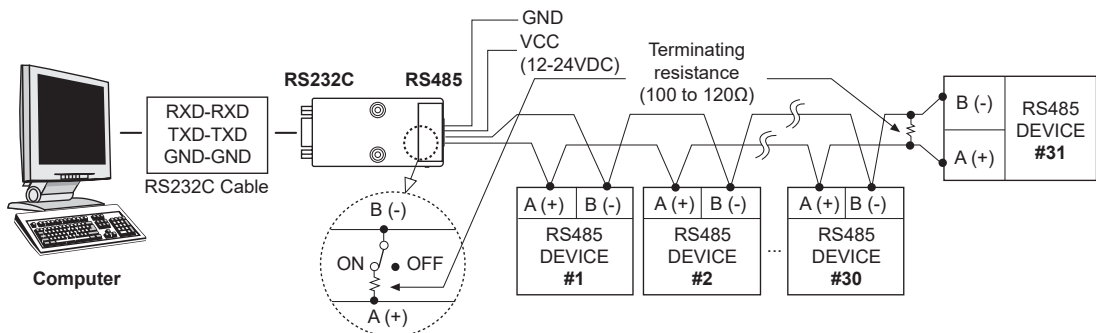 GND
VCC
(12-24VDC)
RS232C
RS485
Terminating
resistance
(100 to 120Ω)
RXD-RXD
TXD-TXD
GND-GND
RS232C Cable
Computer
B (-)
ON
OFF
A (+)
A (+)
B (-)
RS485
DEVICE
#1
A (+)
B (-)
RS485
DEVICE
#2
...
A (+)
B (-)
RS485
DEVICE
#30
B (-)
A (+)
RS485
DEVICE
#31